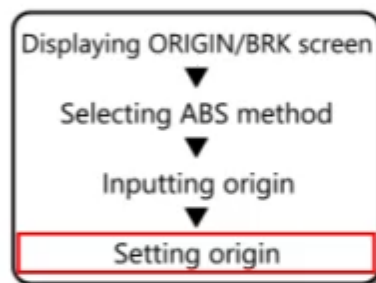 Displaying ORIGIN/BRK screen
Selecting ABS method
Inputting origin
Setting origin